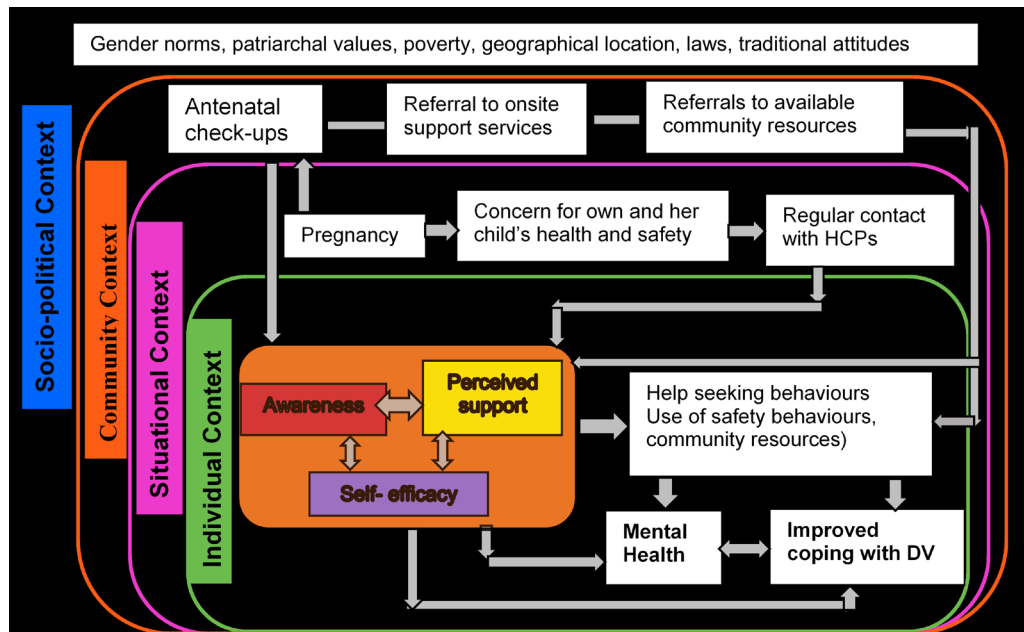 Gender norms, patriarchal values, poverty, geographical location, laws, traditional attitudes
Socio-political Context
Community Context
Situational Context
Individual Context
Antenatal
check-ups
Referral to onsite
support services
Referrals to available
community resources
Pregnancy
Concern for own and her
child's health and safety
Regular contact
with HCPs
Awareness
Perceived
support
Self- efficacy
Help seeking behaviours
Use of safety behaviours,
community resources)
Mental
Health
Improved
coping with DV